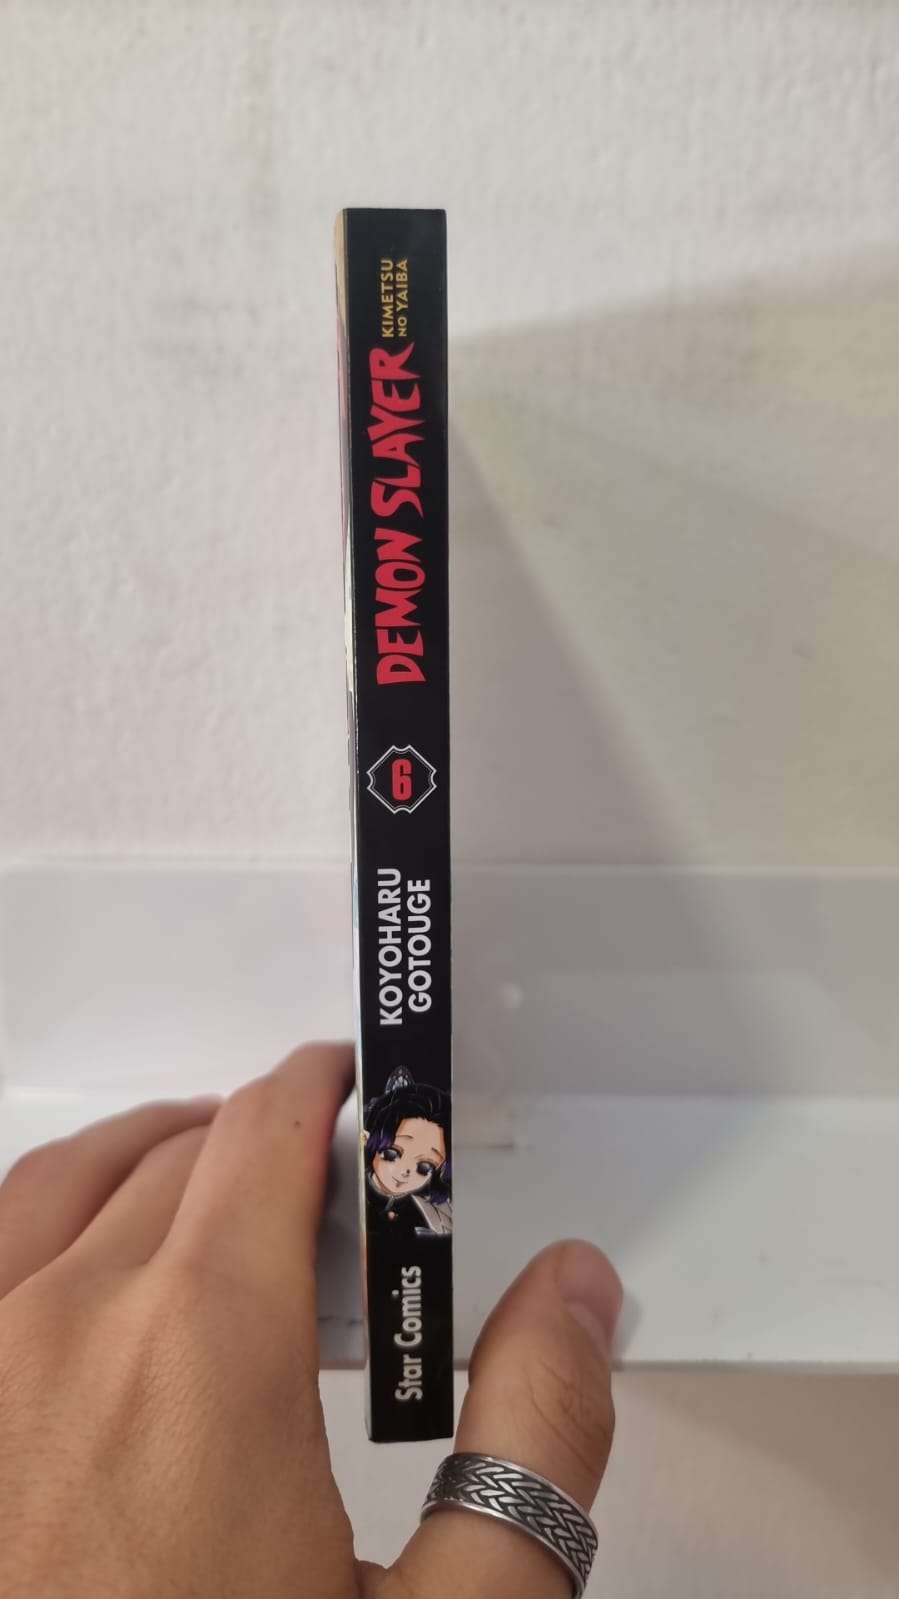 Star Comics
KOYOHARU
GOTOUGE
6
DEMON SLAYER
KIMETSU
NO YAIBA